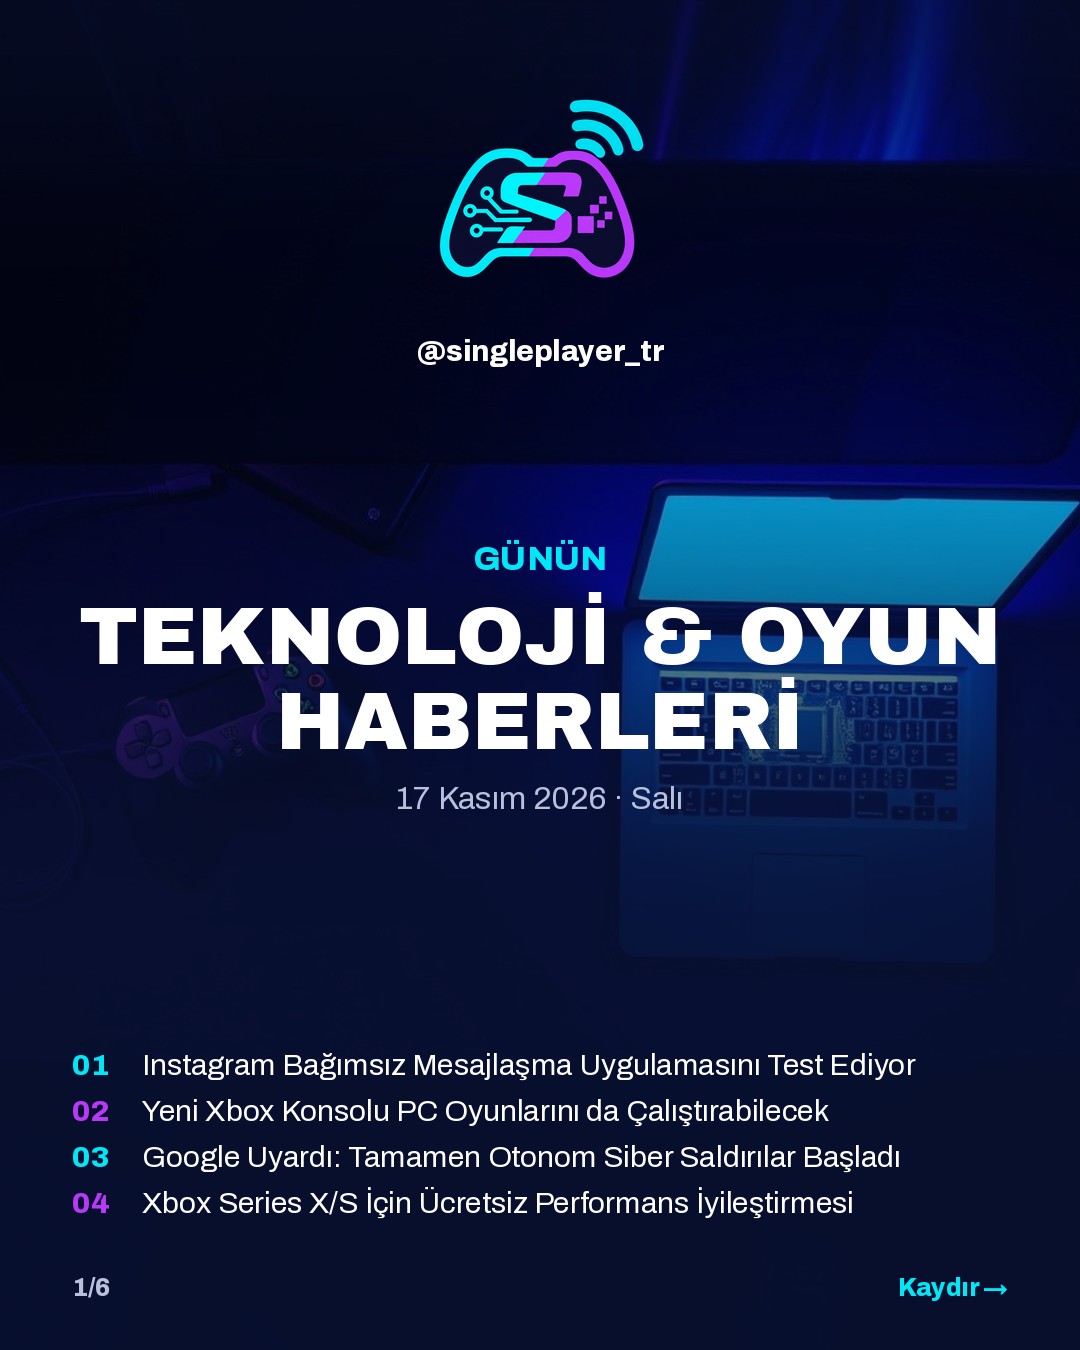 @singleplayer_tr
GÜNÜN
TEKNOLOJİ & OYUN
HABERLERİ
17 Kasım 2026 · Salı
01 Instagram Bağımsız Mesajlaşma Uygulamasını Test Ediyor
02 Yeni Xbox Konsolu PC Oyunlarını da Çalıştırabilecek
03 Google Uyardı: Tamamen Otonom Siber Saldırılar Başladı
04 Xbox Series X/S İçin Ücretsiz Performans İyileştirmesi
1/6
Kaydır→